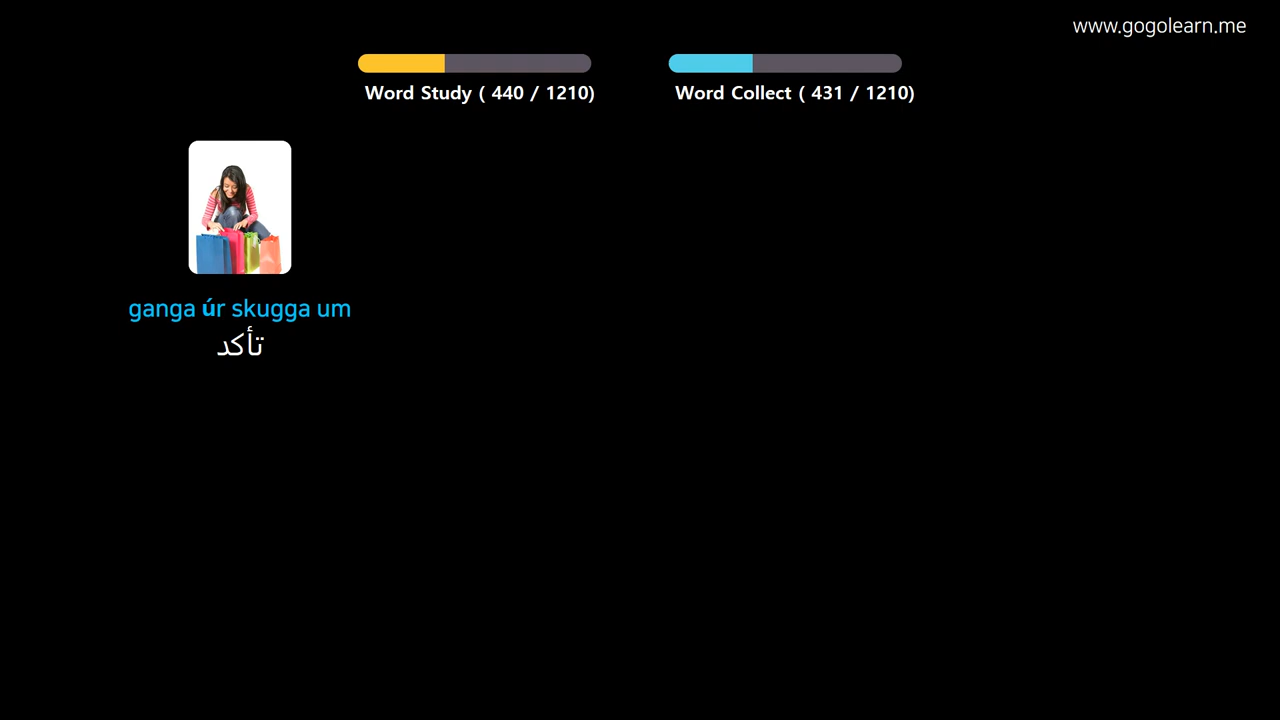 www.gogolearn.me
Word Study ( 440 / 1210)
Word Collect ( 431 / 1210)
ganga úr skugga um
تأكد